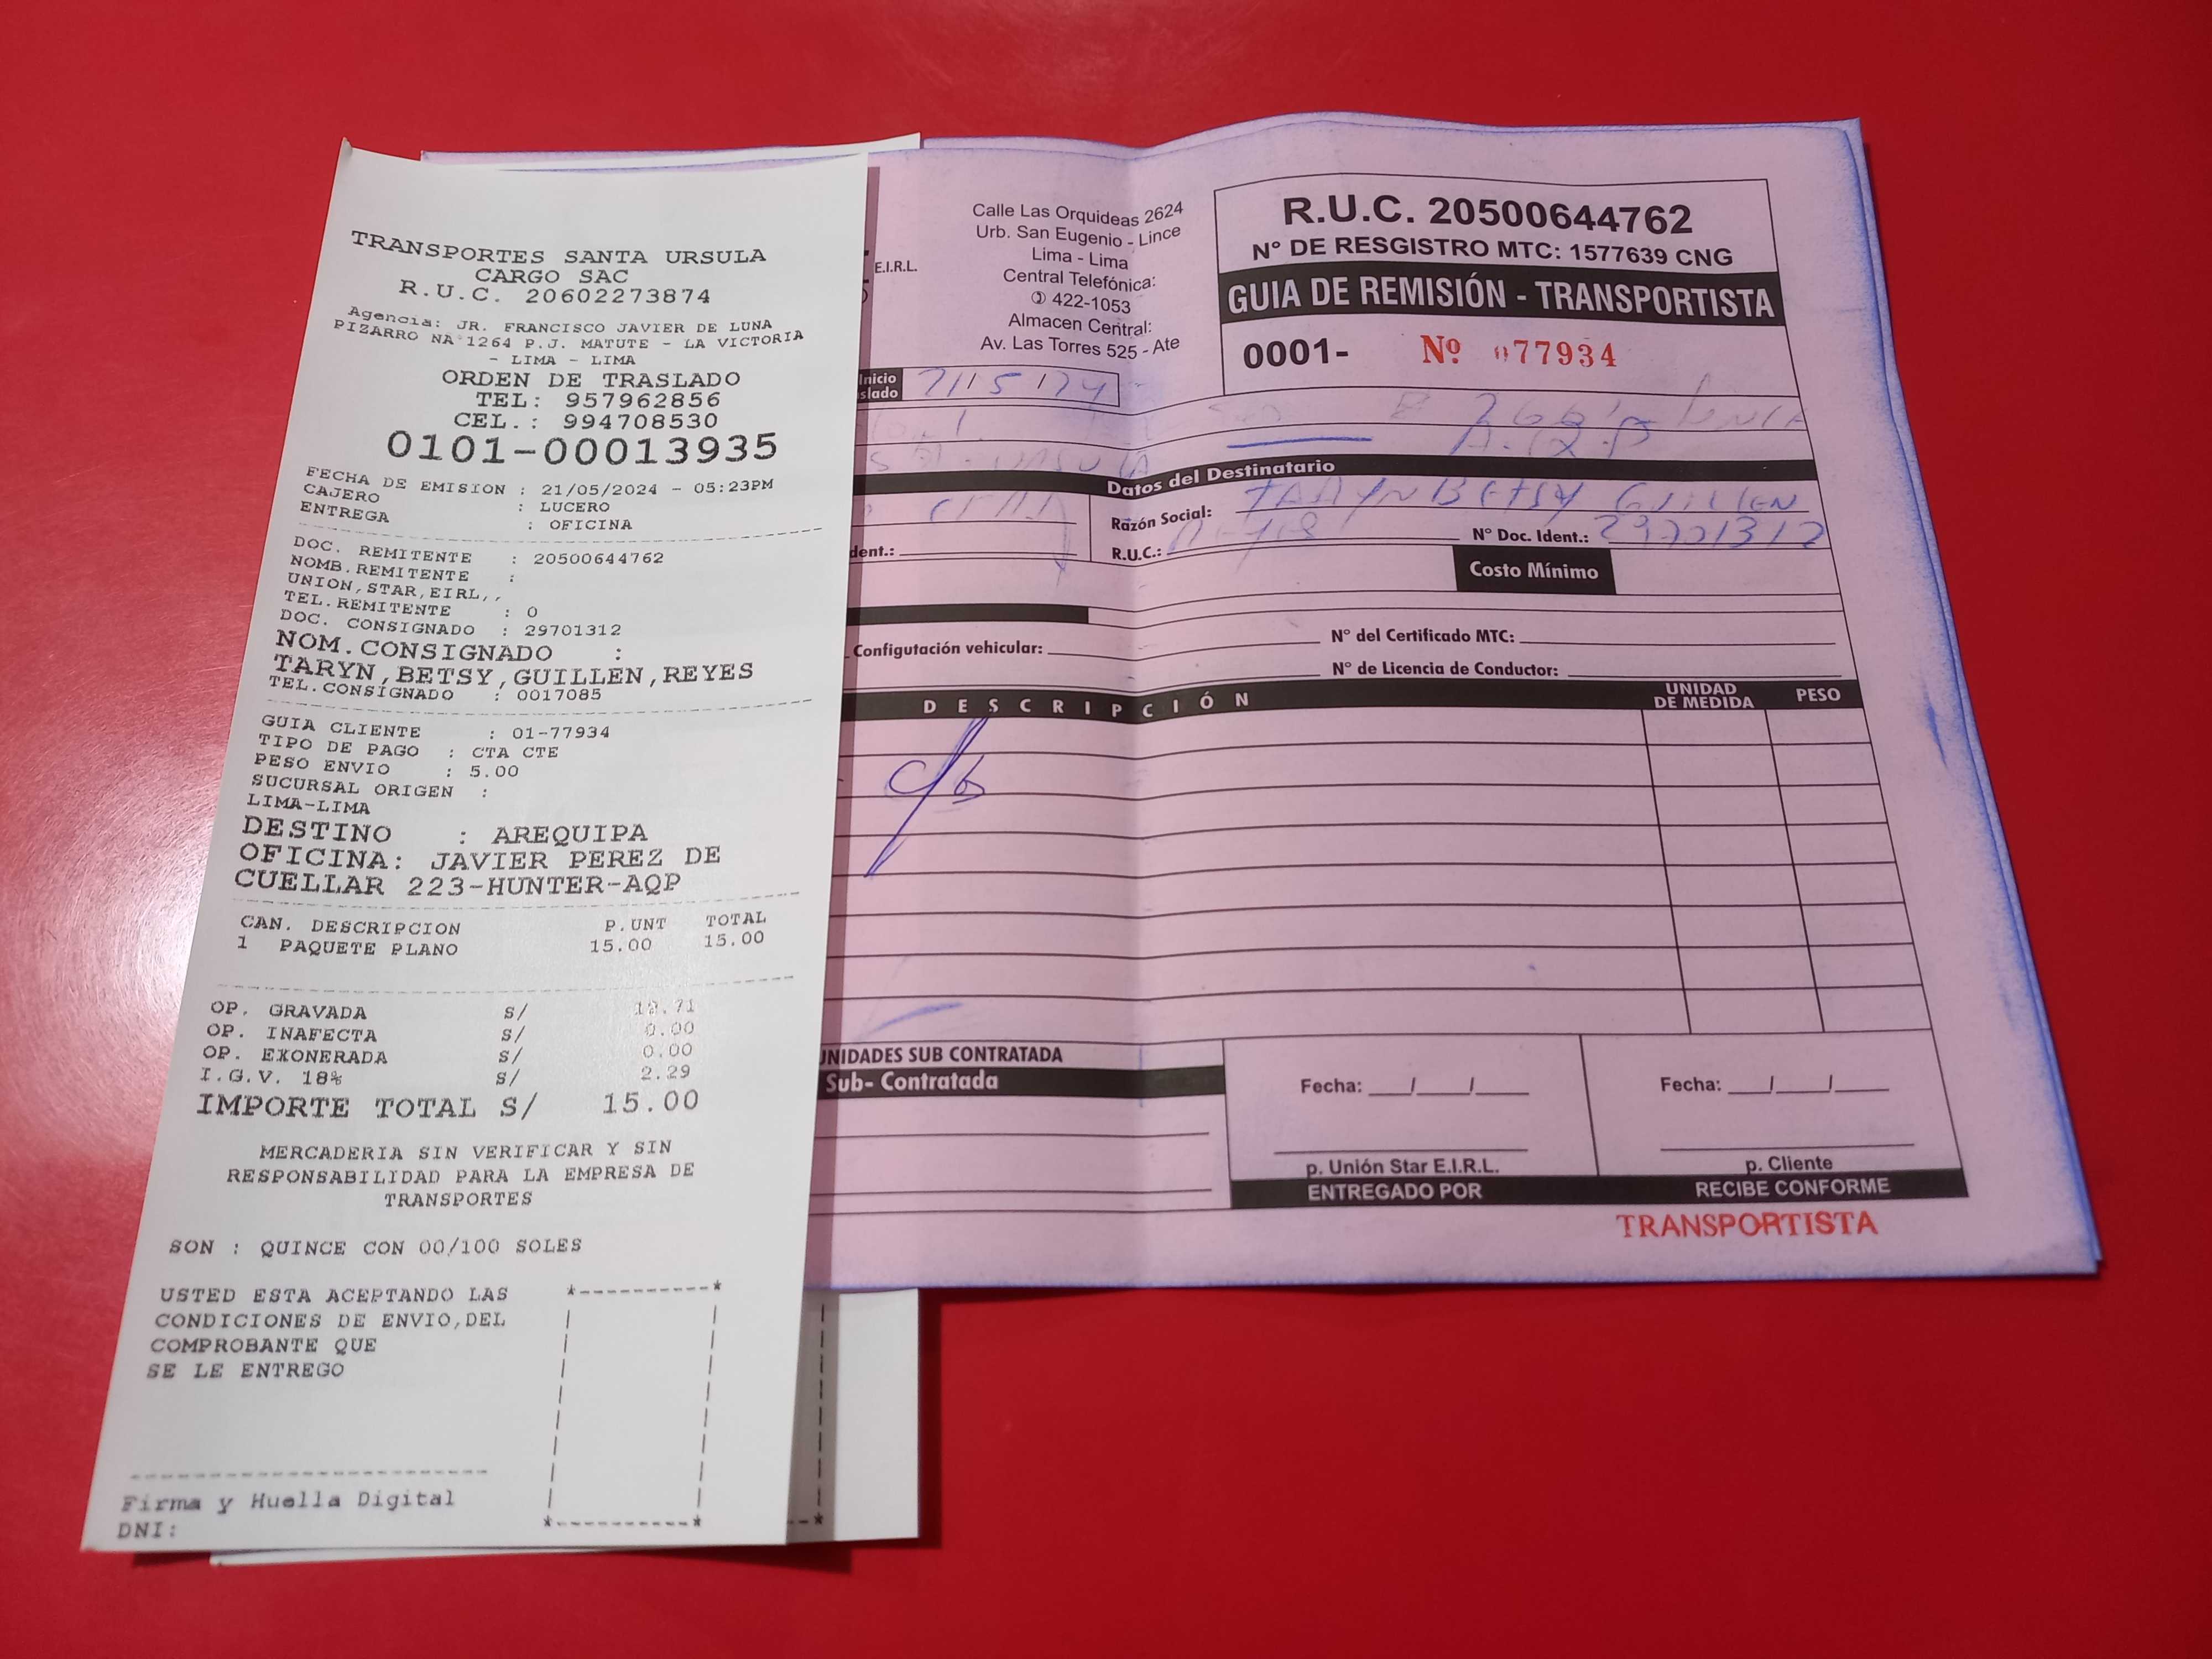 TRANSPORTES SANTA URSULA
CARGO SAC
R.U.C. 20602273874
Agencia: JR. FRANCISCO JAVIER DE LUNA
PIZARRO NA 1264 P.J. MATUTE - LA VICTORIA
- LIMA - LIMA
ORDEN DE TRASLADO
TEL: 957962856
CEL.: 994708530
0101-00013935
FECHA DE EMISION : 21/05/2024 - 05:23PM
CAJERO : LUCERO
ENTREGA : OFICINA
DOC. REMITENTE : 20500644762
NOMB.REMITENTE :
UNION,STAR,EIRL,,
TEL.REMITENTE : 0
DOC. CONSIGNADO : 29701312
NOM.CONSIGNADO :
TARYN,BETSY,GUILLEN,REYES
TEL.CONSIGNADO : 0017085
GUIA CLIENTE : 01-77934
TIPO DE PAGO : CTA CTE
PESO ENVIO : 5.00
SUCURSAL ORIGEN :
LIMA-LIMA
DESTINO : AREQUIPA
OFICINA: JAVIER PEREZ DE
CUELLAR 223-HUNTER-AQP
CAN. DESCRIPCION P.UNT TOTAL
1 PAQUETE PLANO 15.00 15.00
OP. GRAVADA S/ 12.71
OP. INAFECTA S/ 0.00
OP. EXONERADA S/ 0.00
I.G.V. 18% S/ 2.29
IMPORTE TOTAL S/ 15.00
MERCADERIA SIN VERIFICAR Y SIN
RESPONSABILIDAD PARA LA EMPRESA DE
TRANSPORTES
SON : QUINCE CON 00/100 SOLES
USTED ESTA ACEPTANDO LAS
CONDICIONES DE ENVIO,DEL
COMPROBANTE QUE
SE LE ENTREGO
Firma y Huella Digital
DNI:
E.I.R.L.
Calle Las Orquideas 2624
Urb. San Eugenio - Lince
Lima - Lima
Central Telefónica:
422-1053
Almacen Central:
Av. Las Torres 525 - Ate
R.U.C. 20500644762
N° DE RESGISTRO MTC: 1577639 CNG
GUIA DE REMISIÓN - TRANSPORTISTA
0001- Nº 077934
Inicio
slado
Datos del Destinatario
Razón Social: TARYN BETSY GUILLEN
dent.:
R.U.C.: N° Doc. Ident.: 29701312
Costo Mínimo
Configutación vehicular: N° del Certificado MTC:
N° de Licencia de Conductor:
DESCRIPCIÓN UNIDAD DE MEDIDA PESO
UNIDADES SUB CONTRATADA
Sub- Contratada
Fecha: / / Fecha: / /
p. Unión Star E.I.R.L. p. Cliente
ENTREGADO POR RECIBE CONFORME
TRANSPORTISTA